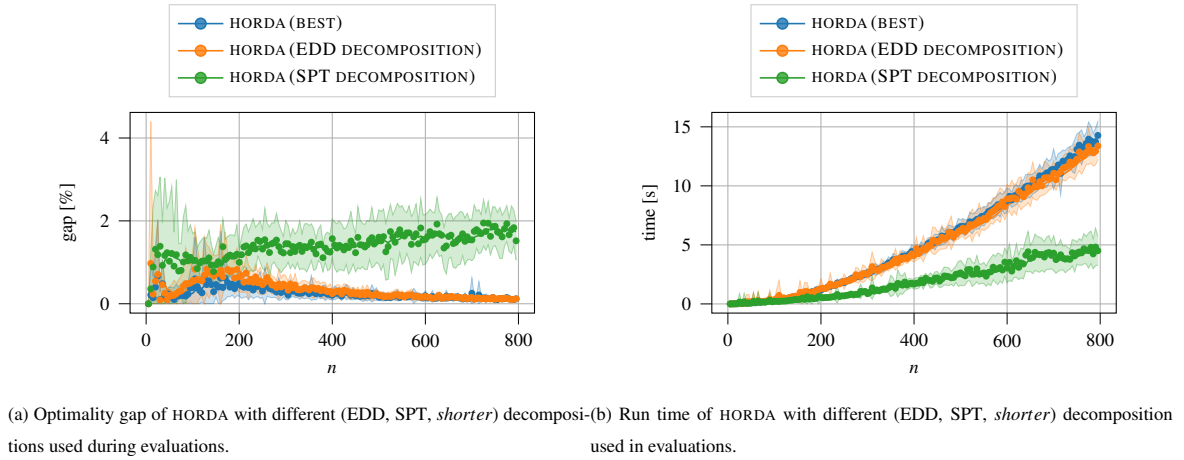 HORDA (BEST)
HORDA (EDD DECOMPOSITION)
HORDA (SPT DECOMPOSITION)
4
2
0
gap [%]
0
200
400
600
800
n
HORDA (BEST)
HORDA (EDD DECOMPOSITION)
HORDA (SPT DECOMPOSITION)
15
10
5
0
time [s]
0
200
400
600
800
n
(a) Optimality gap of HORDA with different (EDD, SPT, shorter) decomposi-
tions used during evaluations.
(b) Run time of HORDA with different (EDD, SPT, shorter) decomposition
used in evaluations.